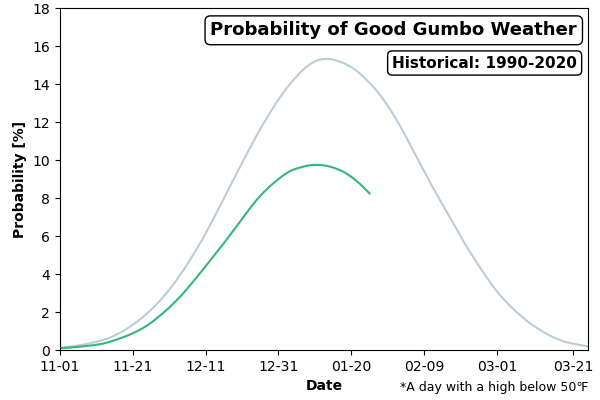 Probability of Good Gumbo Weather
Historical: 1990-2020
Probability [%]
18
16
14
12
10
8
6
4
2
0
11-01 11-21 12-11 12-31 01-20 02-09 03-01 03-21
Date
*A day with a high below 50°F